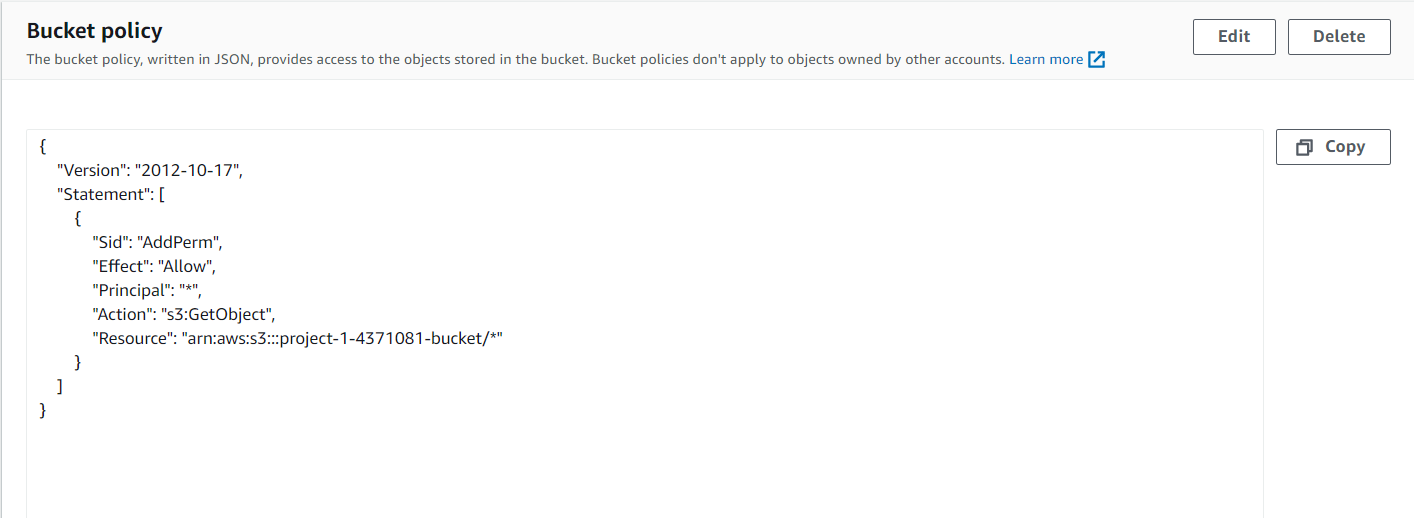 Bucket policy
Edit
Delete
The bucket policy, written in JSON, provides access to the objects stored in the bucket. Bucket policies don't apply to objects owned by other accounts. Learn more
Copy
{
    "Version": "2012-10-17",
    "Statement": [
        {
            "Sid": "AddPerm",
            "Effect": "Allow",
            "Principal": "*",
            "Action": "s3:GetObject",
            "Resource": "arn:aws:s3:::project-1-4371081-bucket/*"
        }
    ]
}